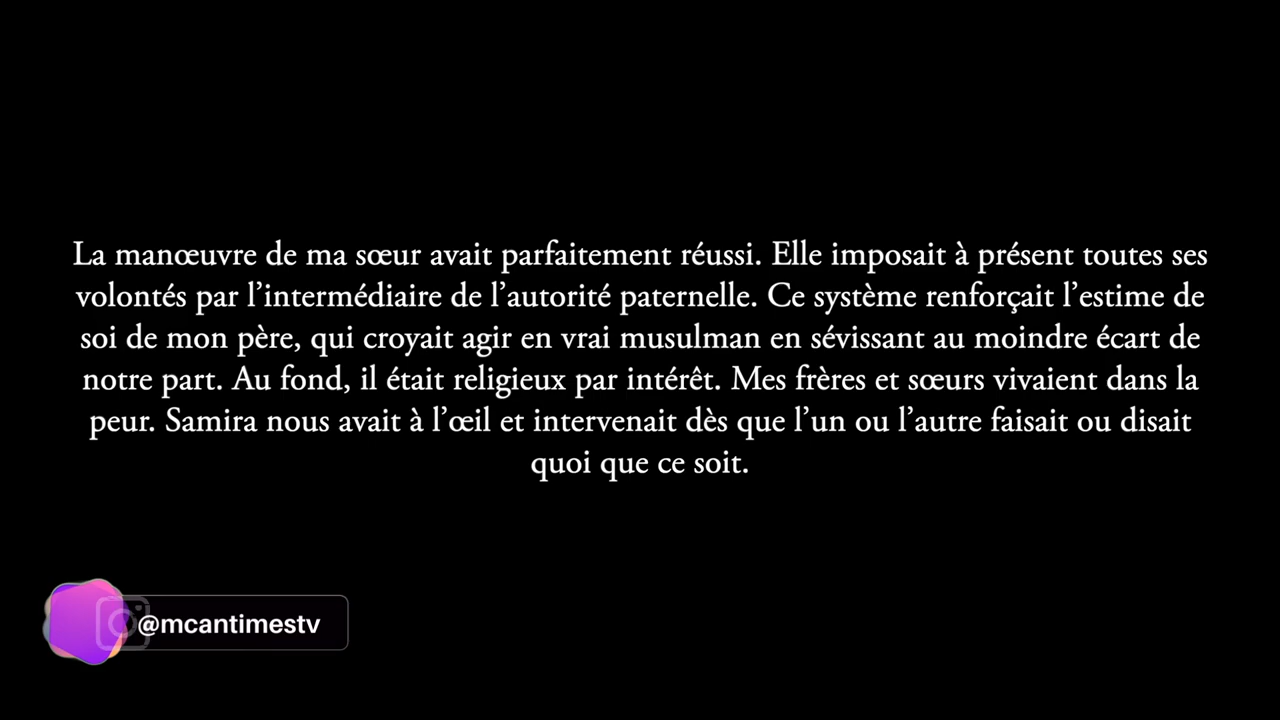 La manœuvre de ma sœur avait parfaitement réussi. Elle imposait à présent toutes ses
volontés par l’intermédiaire de l’autorité paternelle. Ce système renforçait l’estime de
soi de mon père, qui croyait agir en vrai musulman en sévissant au moindre écart de
notre part. Au fond, il était religieux par intérêt. Mes frères et sœurs vivaient dans la
peur. Samira nous avait à l’œil et intervenait dès que l’un ou l’autre faisait ou disait
quoi que ce soit.
@mcantimestv